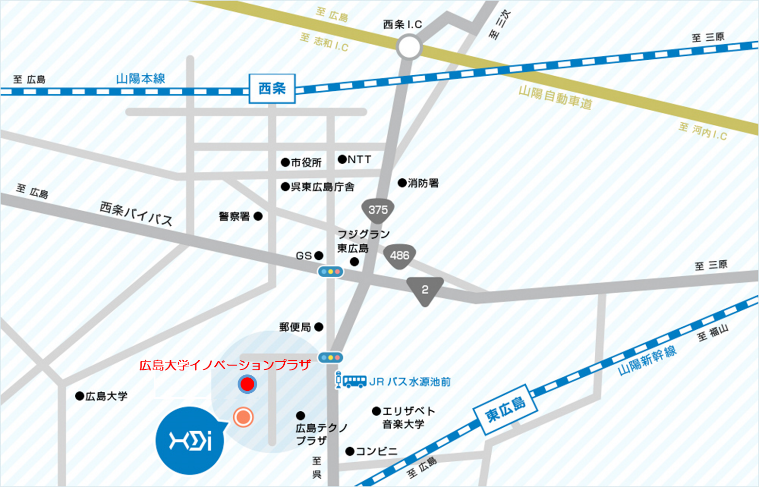 至 広島
至 志和I.C
西条I.C
至 三次
至 三原
至 広島
山陽本線
西条
山陽自動車道
至 河内I.C
市役所
NTT
呉東広島庁舎
消防署
至 広島
西条バイパス
警察署
375
フジグラン
東広島
GS
486
2
至 三原
郵便局
至 福山
山陽新幹線
広島大学イノベーションプラザ
JRバス水源池前
広島大学
エリザベト
音楽大学
東広島
広島テクノ
プラザ
コンビニ
至 広島
至 呉